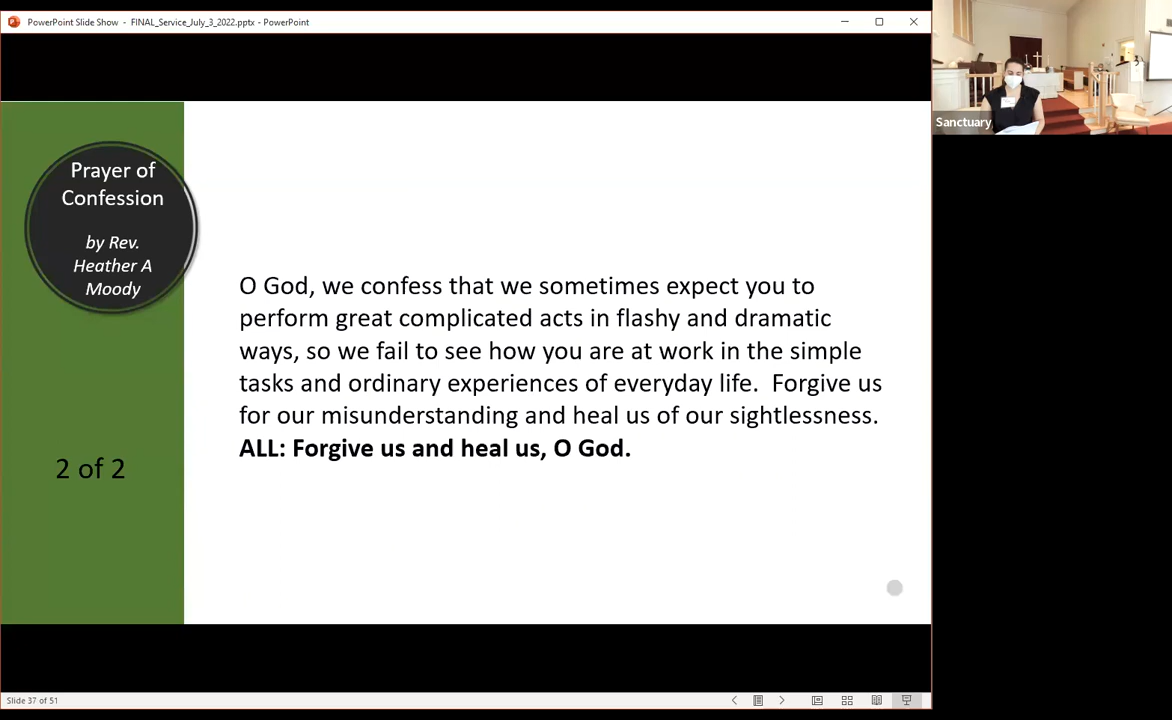 PowerPoint Slide Show - FINAL_Service_July_3_2022.pptx - PowerPoint
Sanctuary
Prayer of
Confession
by Rev.
Heather A
Moody
2 of 2
O God, we confess that we sometimes expect you to
perform great complicated acts in flashy and dramatic
ways, so we fail to see how you are at work in the simple
tasks and ordinary experiences of everyday life.  Forgive us
for our misunderstanding and heal us of our sightlessness.
ALL: Forgive us and heal us, O God.
Slide 37 of 51